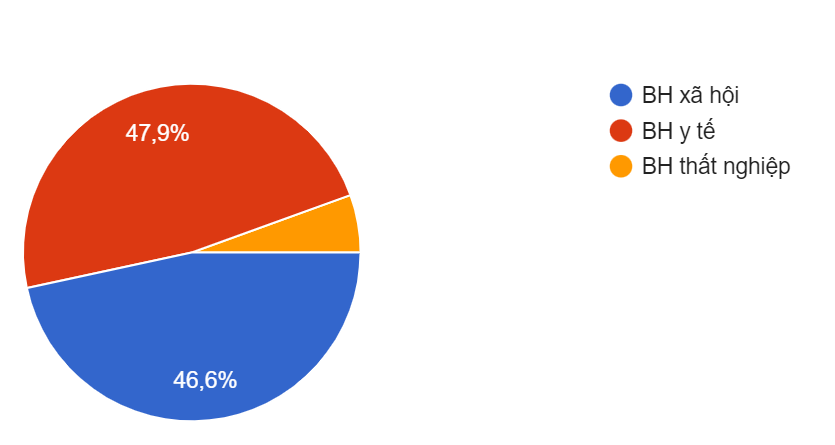 BH xã hội
BH y tế
BH thất nghiệp
47,9%
46,6%